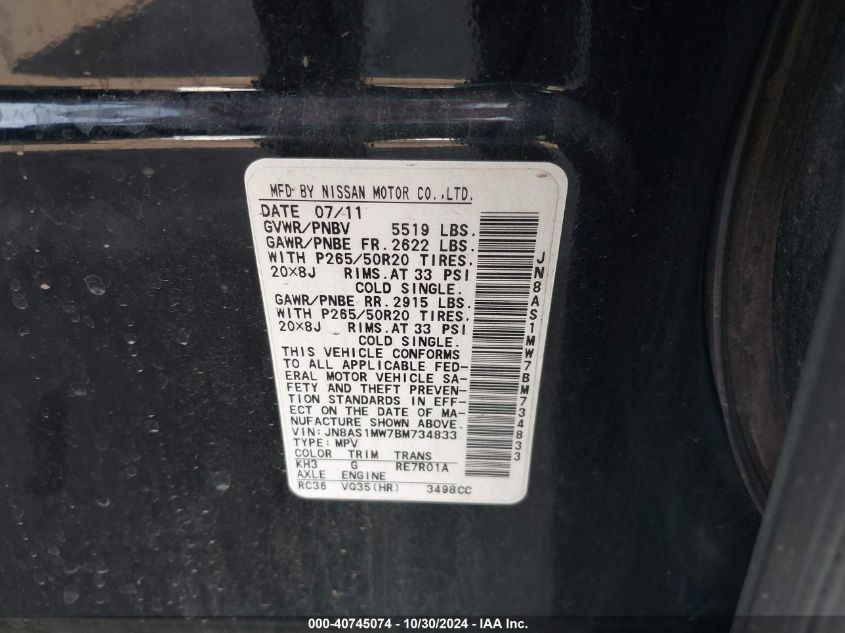 MFD BY NISSAN MOTOR CO.,LTD.
DATE 07/11
GVWR/PNBV 5519 LBS.
GAWR/PNBE FR. 2622 LBS.
WITH P265/50R20 TIRES.
20×8J RIMS.AT 33 PSI
COLD SINGLE.
GAWR/PNBE RR. 2915 LBS.
WITH P265/50R20 TIRES.
20×8J RIMS.AT 33 PSI
COLD SINGLE.
THIS VEHICLE CONFORMS
TO ALL APPLICABLE FED-
ERAL MOTOR VEHICLE SA-
FETY AND THEFT PREVEN-
TION STANDARDS IN EFF-
ECT ON THE DATE OF MA-
NUFACTURE SHOWN ABOVE.
VIN: JN8AS1MW7BM734833
TYPE: MPV
COLOR TRIM TRANS
KH3 G RE7R01A
AXLE ENGINE
RC36 VQ35(HR) 3498CC
JN8AS1MW7BM734833
000-40745074 - 10/30/2024 - IAA Inc.